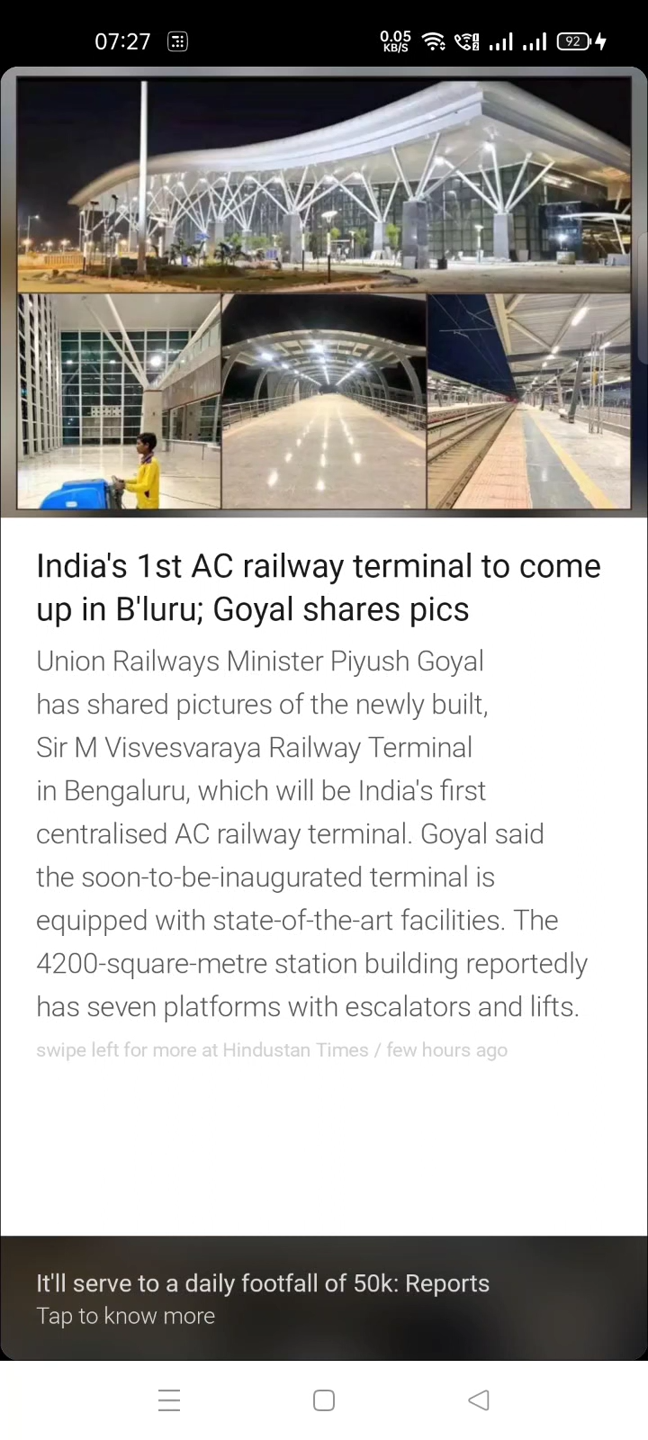 07:27
0.05
KB/S
92
India's 1st AC railway terminal to come
up in B'luru; Goyal shares pics
Union Railways Minister Piyush Goyal
has shared pictures of the newly built,
Sir M Visvesvaraya Railway Terminal
in Bengaluru, which will be India's first
centralised AC railway terminal. Goyal said
the soon-to-be-inaugurated terminal is
equipped with state-of-the-art facilities. The
4200-square-metre station building reportedly
has seven platforms with escalators and lifts.
swipe left for more at Hindustan Times / few hours ago
It'll serve to a daily footfall of 50k: Reports
Tap to know more